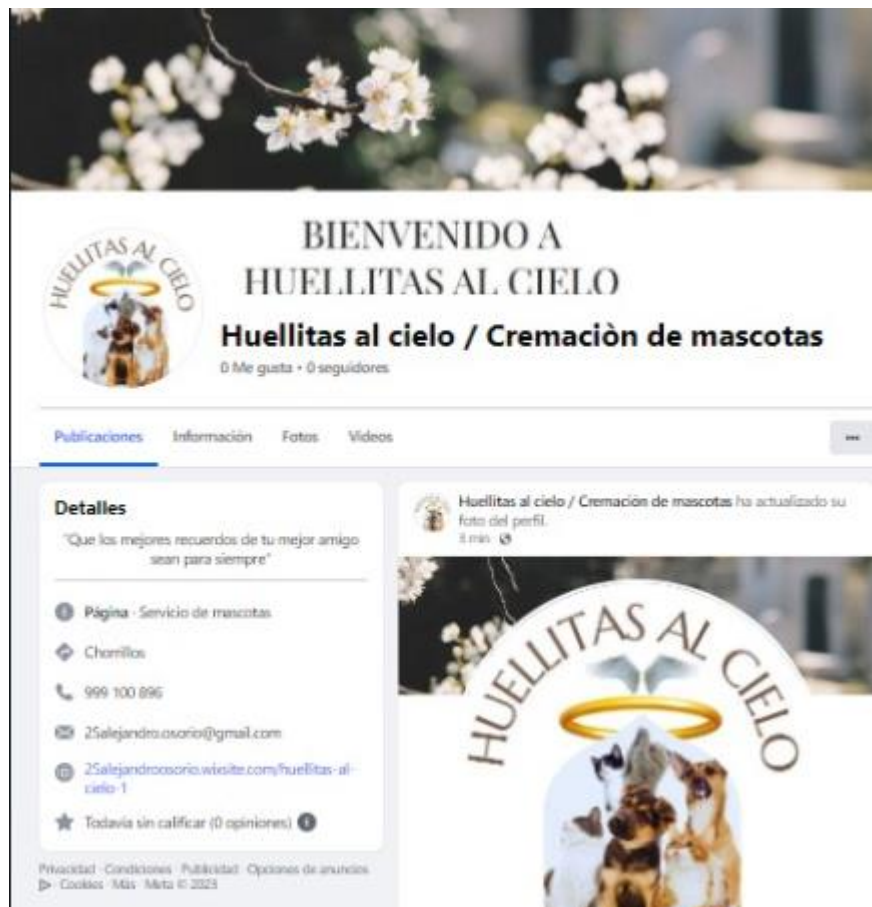 BIENVENIDO A
HUELLITAS AL CIELO
HUELLITAS AL CIELO
Huellitas al cielo / Cremaciòn de mascotas
0 Me gusta • 0 seguidores
Publicaciones Información Fotos Videos
Detalles
"Que los mejores recuerdos de tu mejor amigo
sean para siempre"
Página · Servicio de mascotas
Chorrillos
999 100 896
25alejandro.osorio@gmail.com
25alejandroosorio.wixsite.com/huellitas-al-
cielo-1
Todavía sin calificar (0 opiniones)
Privacidad · Condiciones · Publicidad · Opciones de anuncios
Cookies · Más · Meta © 2023
Huellitas al cielo / Cremación de mascotas ha actualizado su
foto del perfil.
8 min
HUELLITAS AL CIELO